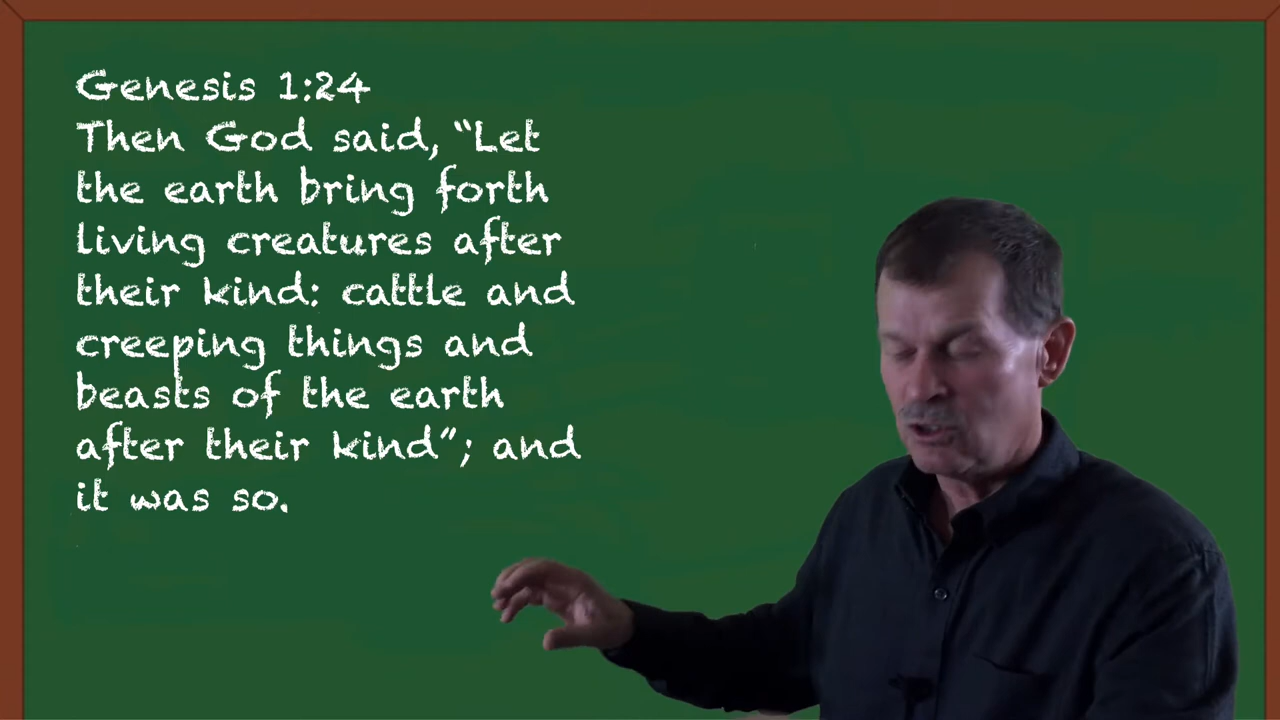 Genesis 1:24
Then God said, “Let
the earth bring forth
living creatures after
their kind: cattle and
creeping things and
beasts of the earth
after their kind”; and
it was so.